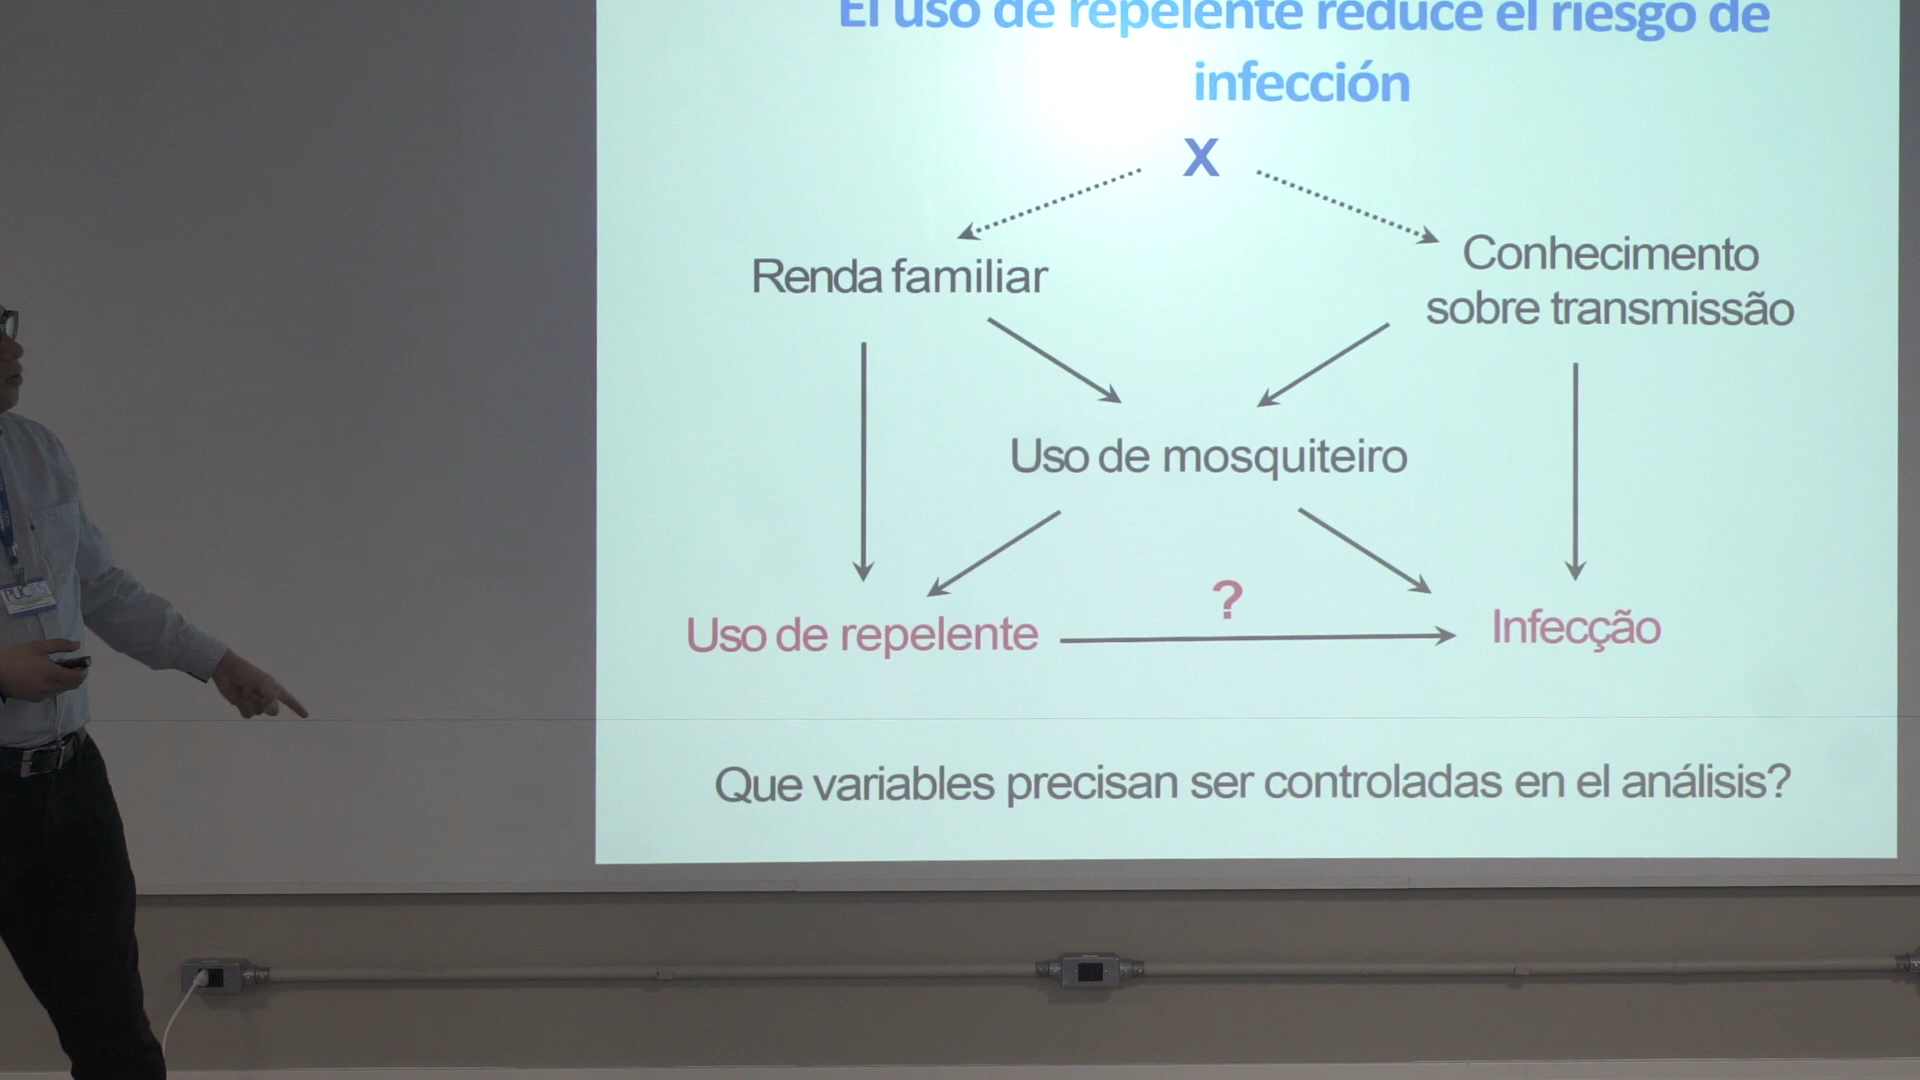 El uso de repelente reduce el riesgo de
infección
X
Renda familiar
Conhecimento
sobre transmissão
Uso de mosquiteiro
?
Uso de repelente
Infecção
Que variables precisan ser controladas en el análisis?